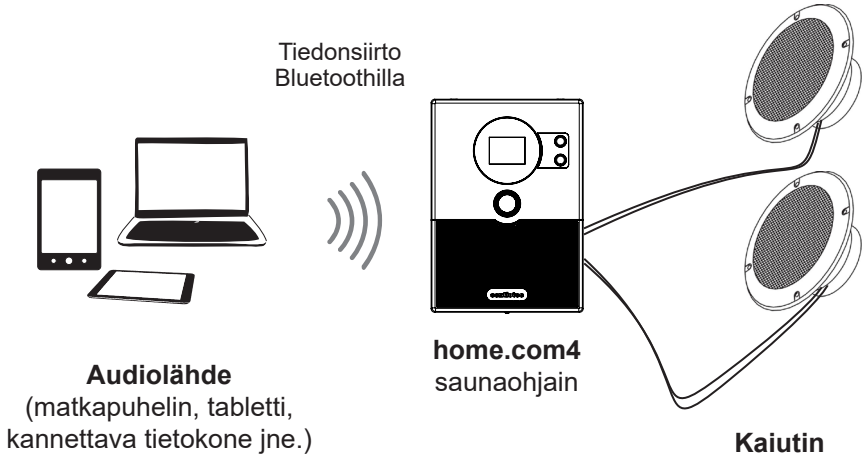 Tiedonsiirto
Bluetoothilla
Audiolähde
(matkapuhelin, tabletti,
kannettava tietokone jne.)
home.com4
saunaohjain
Kaiutin